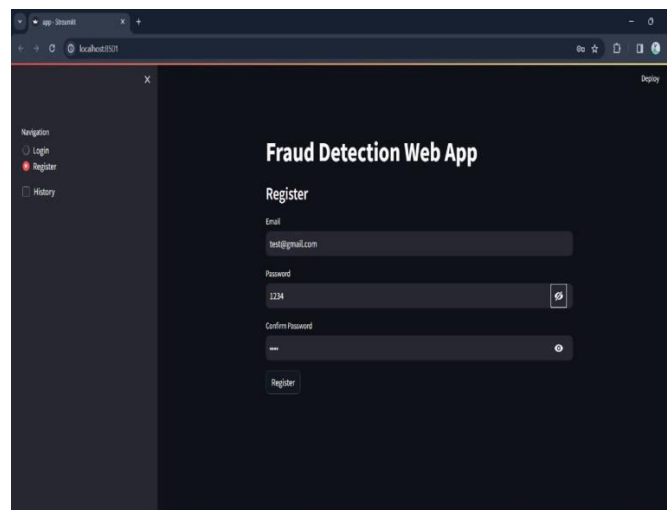 app · Streamlit
localhost:8501
Deploy
Navigation
Login
Register
History
Fraud Detection Web App
Register
Email
test@gmail.com
Password
1234
Confirm Password
••••
Register